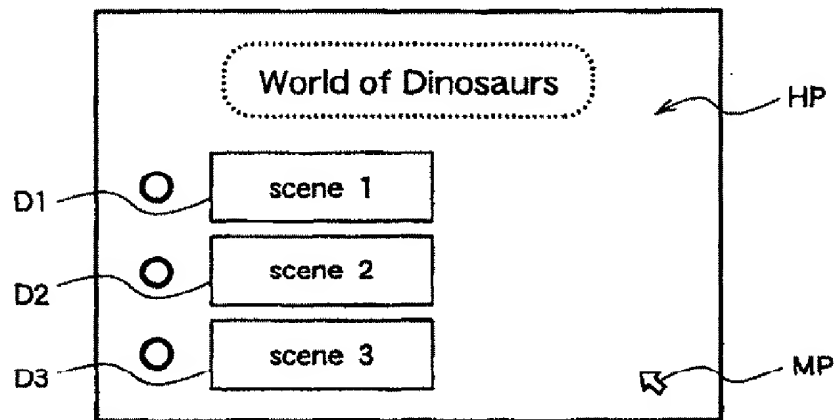 World of Dinosaurs
HP
D1
scene 1
D2
scene 2
D3
scene 3
MP